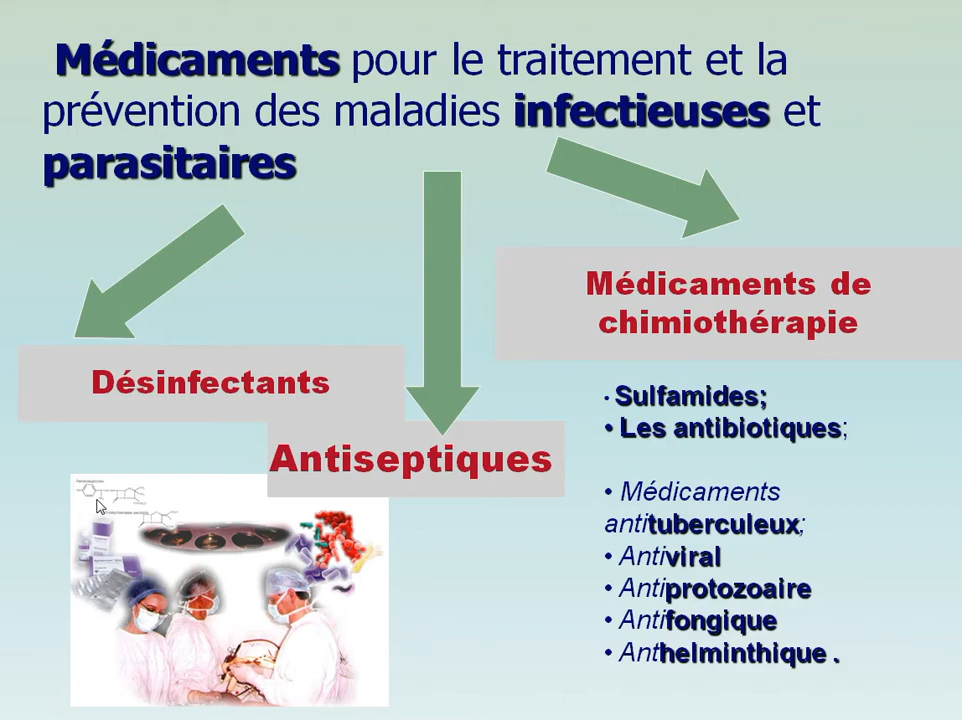 Médicaments pour le traitement et la
prévention des maladies infectieuses et
parasitaires
Désinfectants
Antiseptiques
Médicaments de
chimiothérapie
• Sulfamides;
• Les antibiotiques;
• Médicaments
antituberculeux;
• Antiviral
• Antiprotozoaire
• Antifongique
• Anthelminthique .